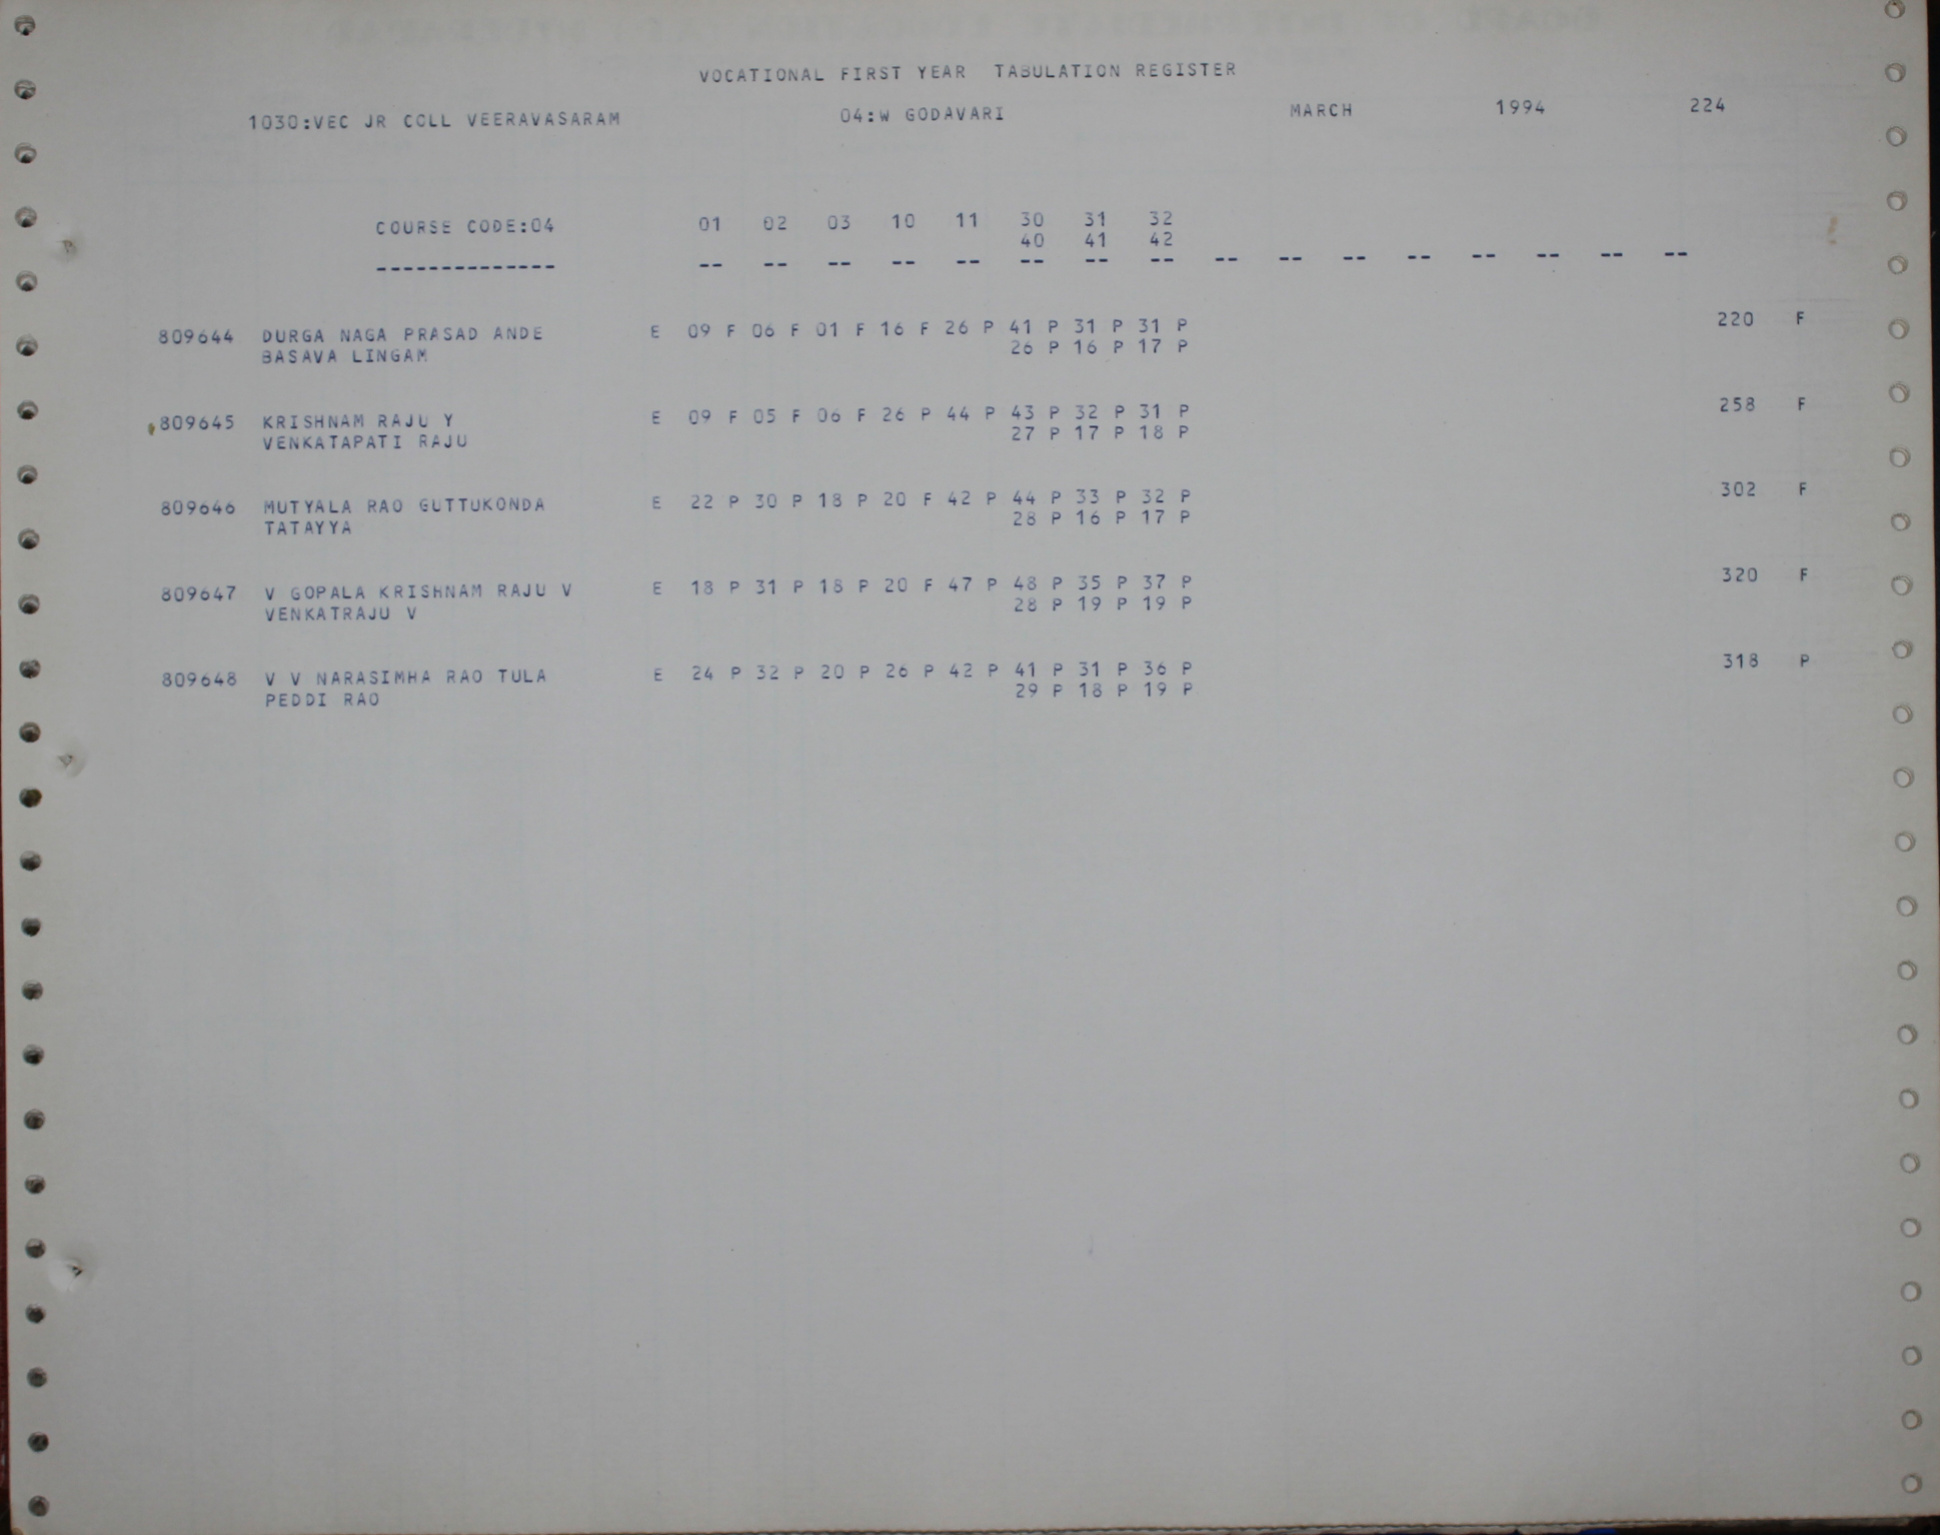 VOCATIONAL FIRST YEAR TABULATION REGISTER
1030:VEC JR COLL VEERAVASARAM 04:W GODAVARI MARCH 1994 224
COURSE CODE:04 01 02 03 10 11 30 31 32
40 41 42
-------------- -- -- -- -- -- -- -- -- -- -- -- -- -- -- -- --
809644 DURGA NAGA PRASAD ANDE E 09 F 06 F 01 F 16 F 26 P 41 P 31 P 31 P 220 F
BASAVA LINGAM 26 P 16 P 17 P
809645 KRISHNAM RAJU Y E 09 F 05 F 06 F 26 P 44 P 43 P 32 P 31 P 258 F
VENKATAPATI RAJU 27 P 17 P 18 P
809646 MUTYALA RAO GUTTUKONDA E 22 P 30 P 18 P 20 F 42 P 44 P 33 P 32 P 302 F
TATAYYA 28 P 16 P 17 P
809647 V GOPALA KRISHNAM RAJU V E 18 P 31 P 18 P 20 F 47 P 48 P 35 P 37 P 320 F
VENKATRAJU V 28 P 19 P 19 P
809648 V V NARASIMHA RAO TULA E 24 P 32 P 20 P 26 P 42 P 41 P 31 P 36 P 318 P
PEDDI RAO 29 P 18 P 19 P